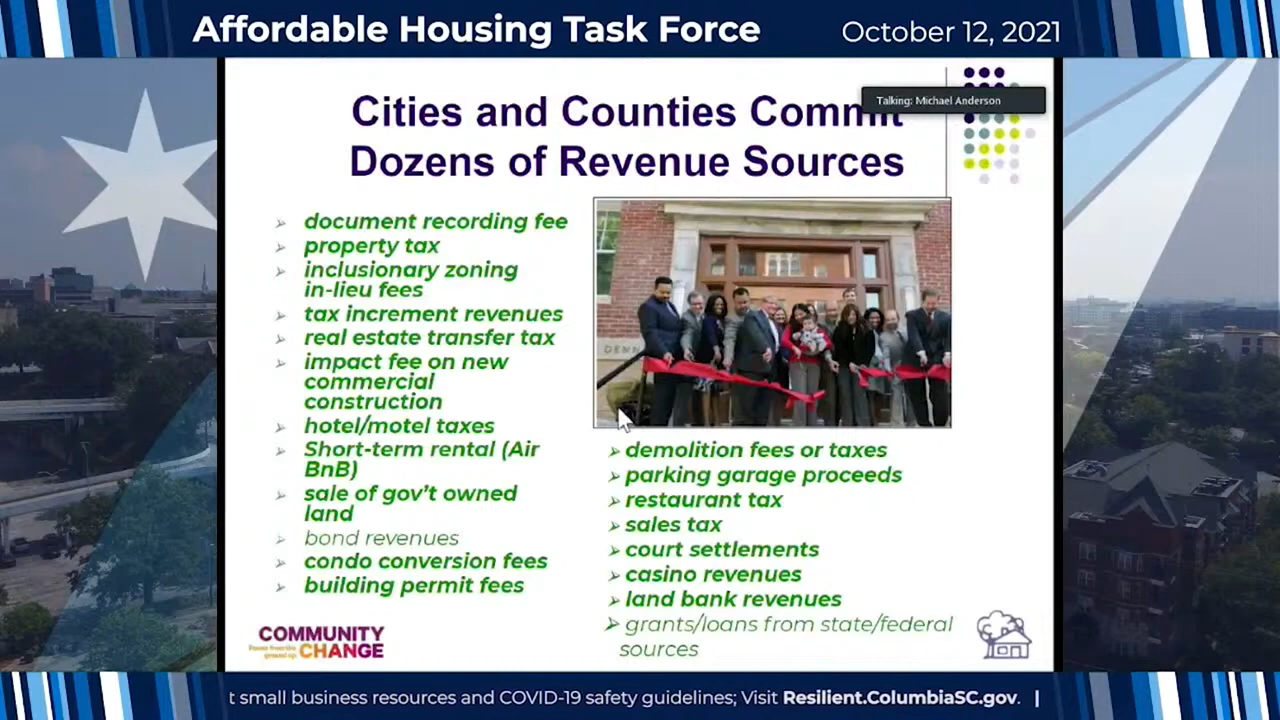 Affordable Housing Task Force
October 12, 2021
Talking: Michael Anderson
Cities and Counties Commit
Dozens of Revenue Sources
document recording fee
property tax
inclusionary zoning
in-lieu fees
tax increment revenues
real estate transfer tax
impact fee on new
commercial
construction
hotel/motel taxes
Short-term rental (Air
BnB)
sale of gov't owned
land
bond revenues
condo conversion fees
building permit fees
DENN
demolition fees or taxes
parking garage proceeds
restaurant tax
sales tax
court settlements
casino revenues
land bank revenues
grants/loans from state/federal
sources
COMMUNITY
CHANGE
t small business resources and COVID-19 safety guidelines; Visit Resilient.ColumbiaSC.gov. |